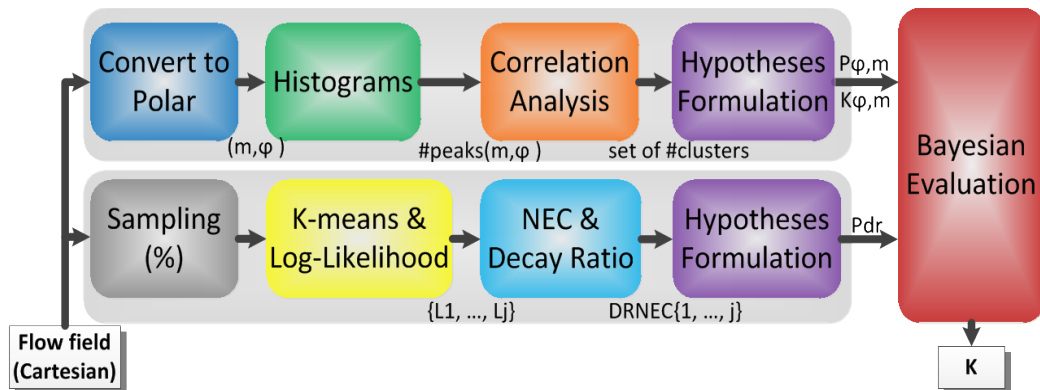 Convert to
Polar
(m,φ )
Histograms
#peaks(m,φ )
Correlation
Analysis
set of #clusters
Hypotheses
Formulation
Pφ,m
Kφ,m
Bayesian
Evaluation
Sampling
(%)
K-means &
Log-Likelihood
{L1, ..., Lj}
NEC &
Decay Ratio
DRNEC{1, ..., j}
Hypotheses
Formulation
Pdr
Flow field
(Cartesian)
K